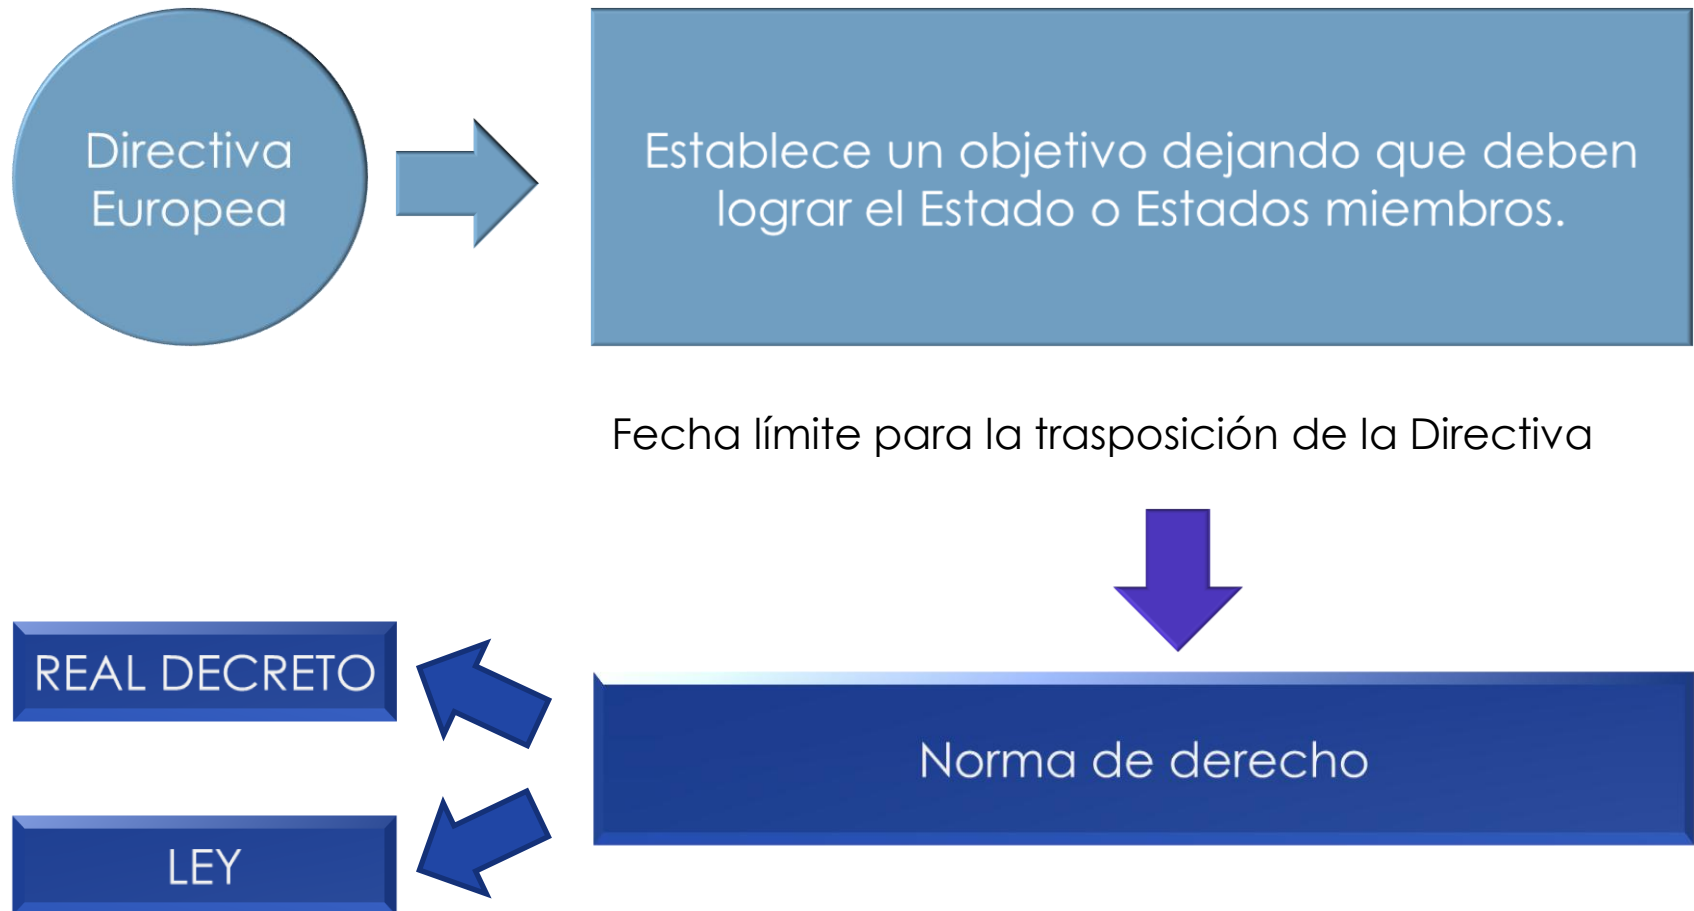 Directiva
Europea
Establece un objetivo dejando que deben
lograr el Estado o Estados miembros.
Fecha límite para la trasposición de la Directiva
REAL DECRETO
Norma de derecho
LEY